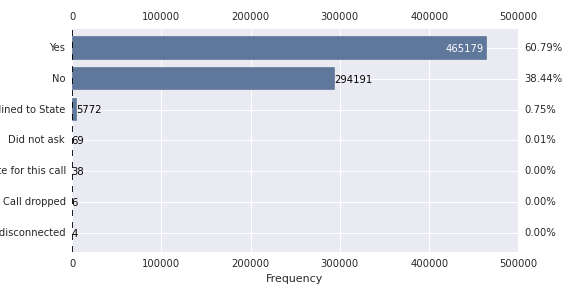 0 100000 200000 300000 400000 500000
Yes 465179 60.79%
No 294191 38.44%
lined to State 5772 0.75%
Did not ask 69 0.01%
te for this call 38 0.00%
Call dropped 6 0.00%
disconnected 4 0.00%
0 100000 200000 300000 400000 500000
Frequency